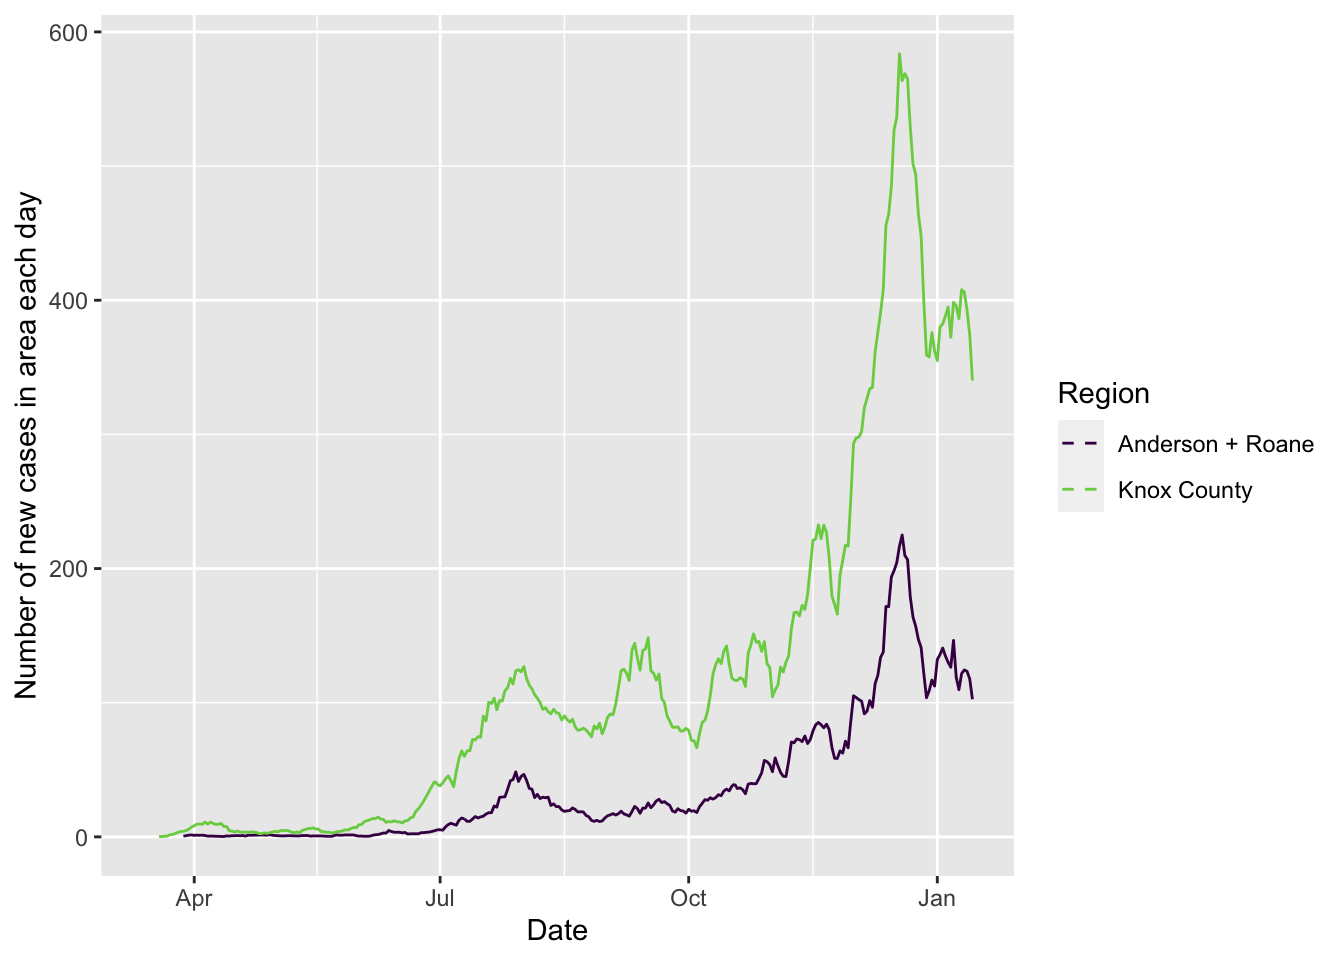 600
400
200
0
Number of new cases in area each day
Apr
Jul
Oct
Jan
Date
Region
Anderson + Roane
Knox County